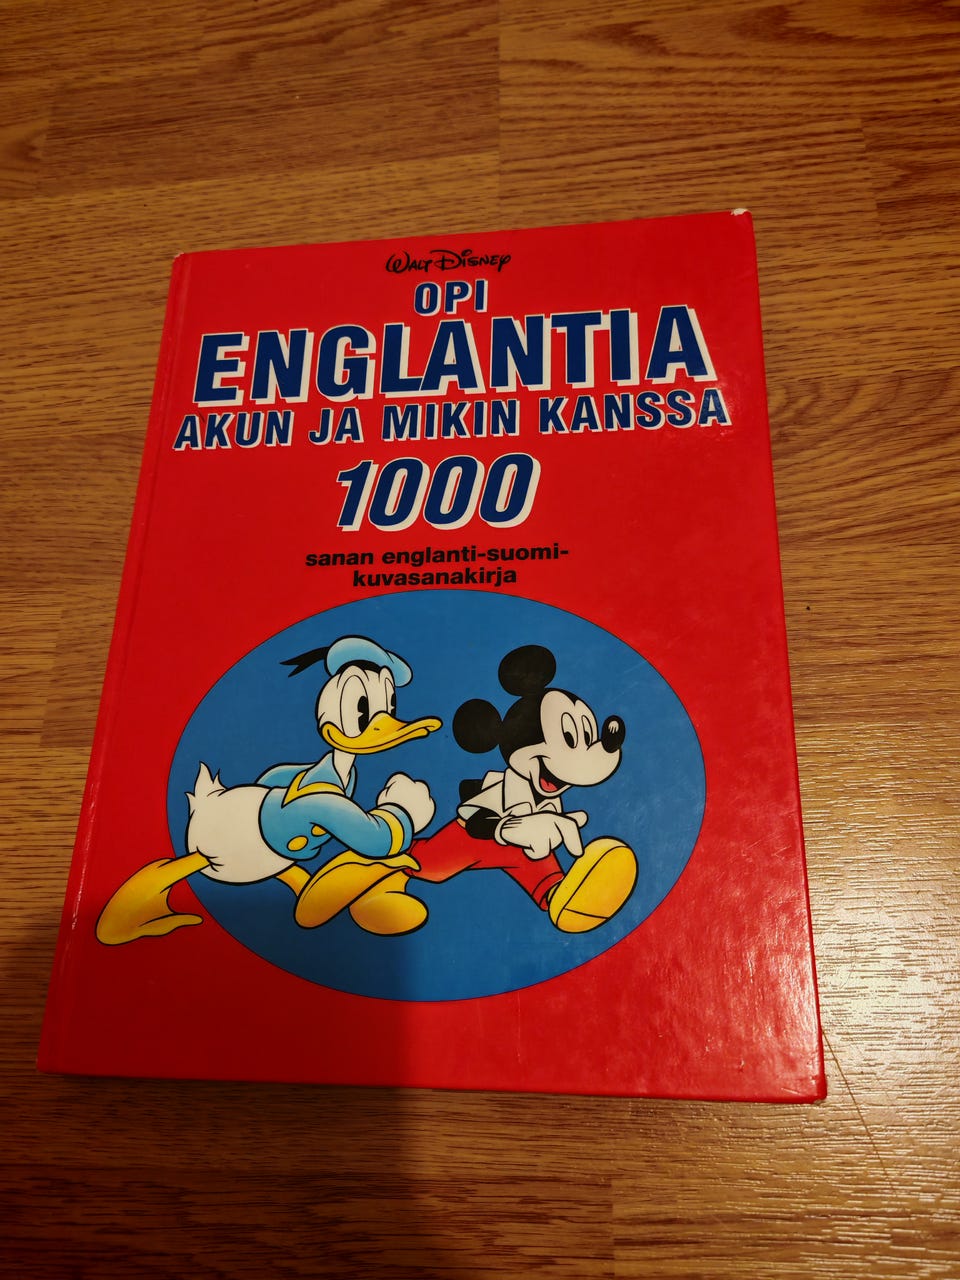 Walt Disney
OPI
ENGLANTIA
AKUN JA MIKIN KANSSA
1000
sanan englanti-suomi-
kuvasanakirja